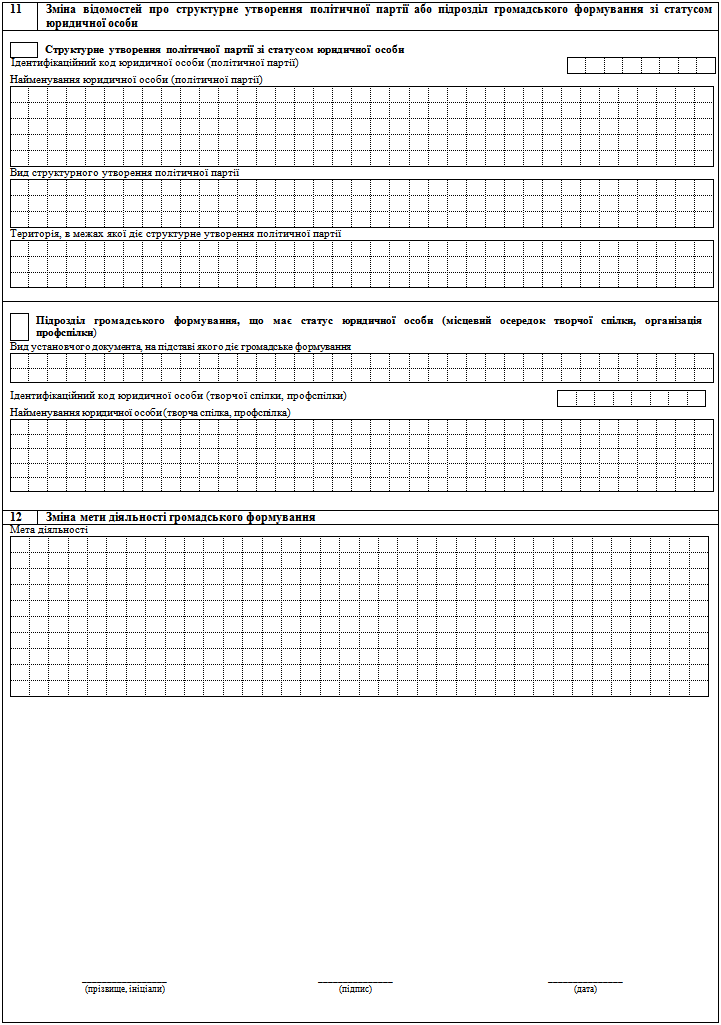 11 Зміна відомостей про структурне утворення політичної партії або підрозділ громадського формування зі статусом
юридичної особи
Структурне утворення політичної партії зі статусом юридичної особи
Ідентифікаційний код юридичної особи (політичної партії)
Найменування юридичної особи (політичної партії)
Вид структурного утворення політичної партії
Територія, в межах якої діє структурне утворення політичної партії
Підрозділ громадського формування, що має статус юридичної особи (місцевий осередок творчої спілки, організація
профспілки)
Вид установчого документа, на підставі якого діє громадське формування
Ідентифікаційний код юридичної особи (творчої спілки, профспілки)
Найменування юридичної особи (творча спілка, профспілка)
12 Зміна мети діяльності громадського формування
Мета діяльності
(прізвище, ініціали) (підпис) (дата)